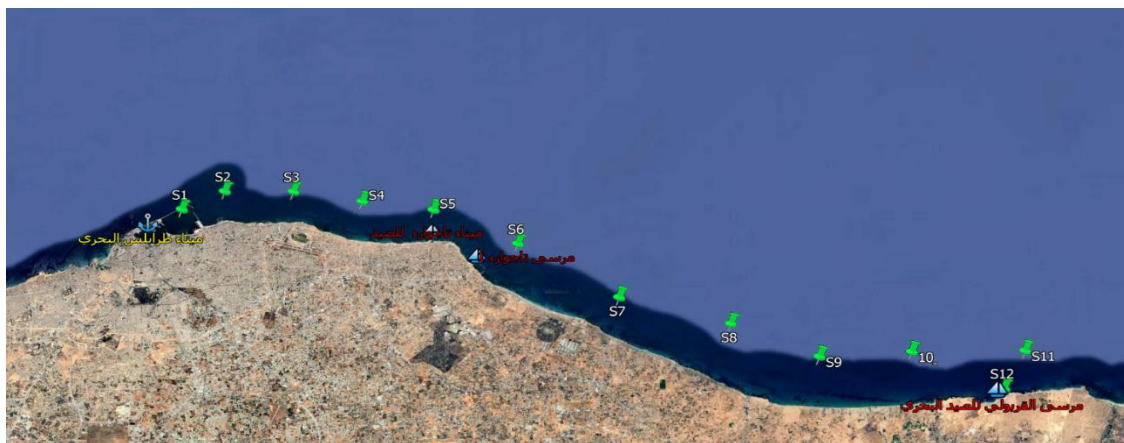 S1
S2
S3
S4
S5
S6
S7
S8
S9
10
S11
S12
ميناء طرابلس البحري
ميناء تاجوراء للصيد
مرسى تاجوراء
مرسى القربولي للصيد البحري